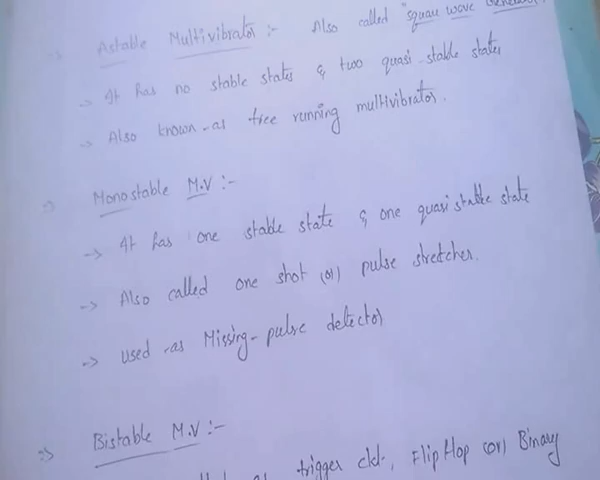 Astable Multivibrator :- Also called "square wave
-> It has no stable states & two quasi-stable states
-> Also known as free running multivibrator.
Monostable M.V :-
-> It has one stable state & one quasi stable state
-> Also called one shot (or) pulse stretcher.
-> Used as Missing-pulse detector
=> Bistable M.V :-
as trigger ckt, Flip Flop (or) Binary